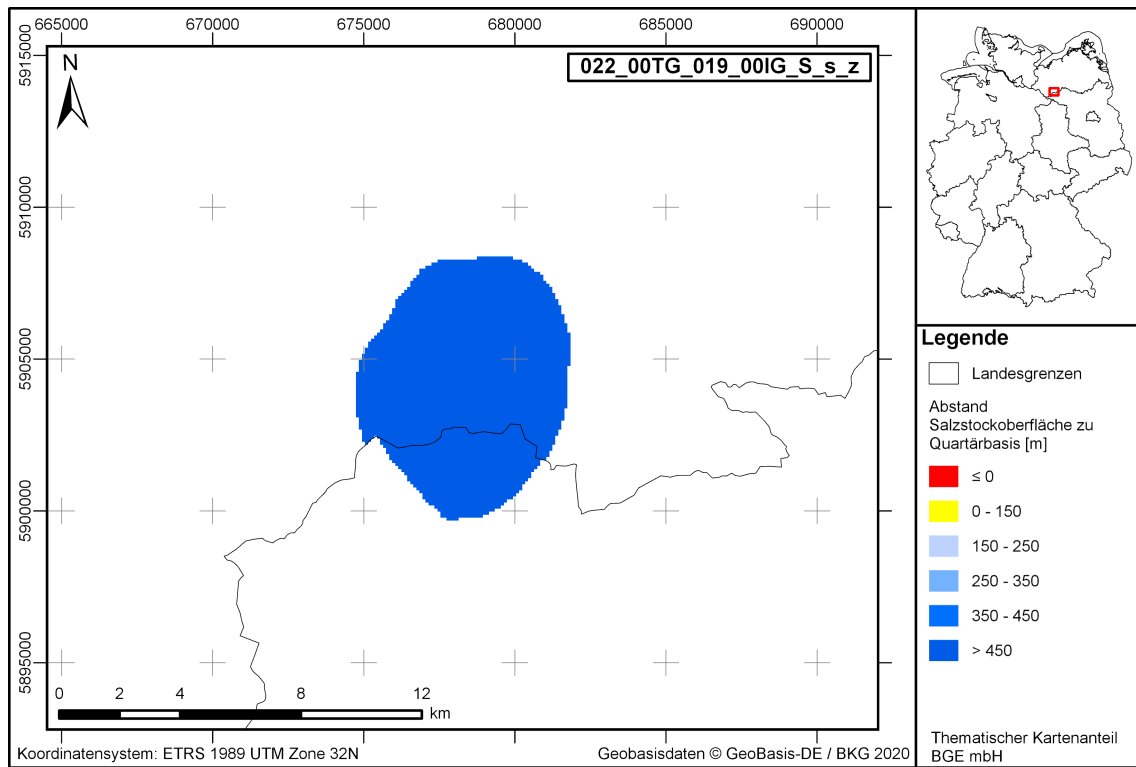 665000 670000 675000 680000 685000 690000
5915000
5910000
5905000
5900000
5895000
N
022_00TG_019_00IG_S_s_z
0 2 4 8 12
km
Koordinatensystem: ETRS 1989 UTM Zone 32N
Geobasisdaten © GeoBasis-DE / BKG 2020
Legende
Landesgrenzen
Abstand
Salzstockoberfläche zu
Quartärbasis [m]
≤ 0
0 - 150
150 - 250
250 - 350
350 - 450
> 450
Thematischer Kartenanteil
BGE mbH